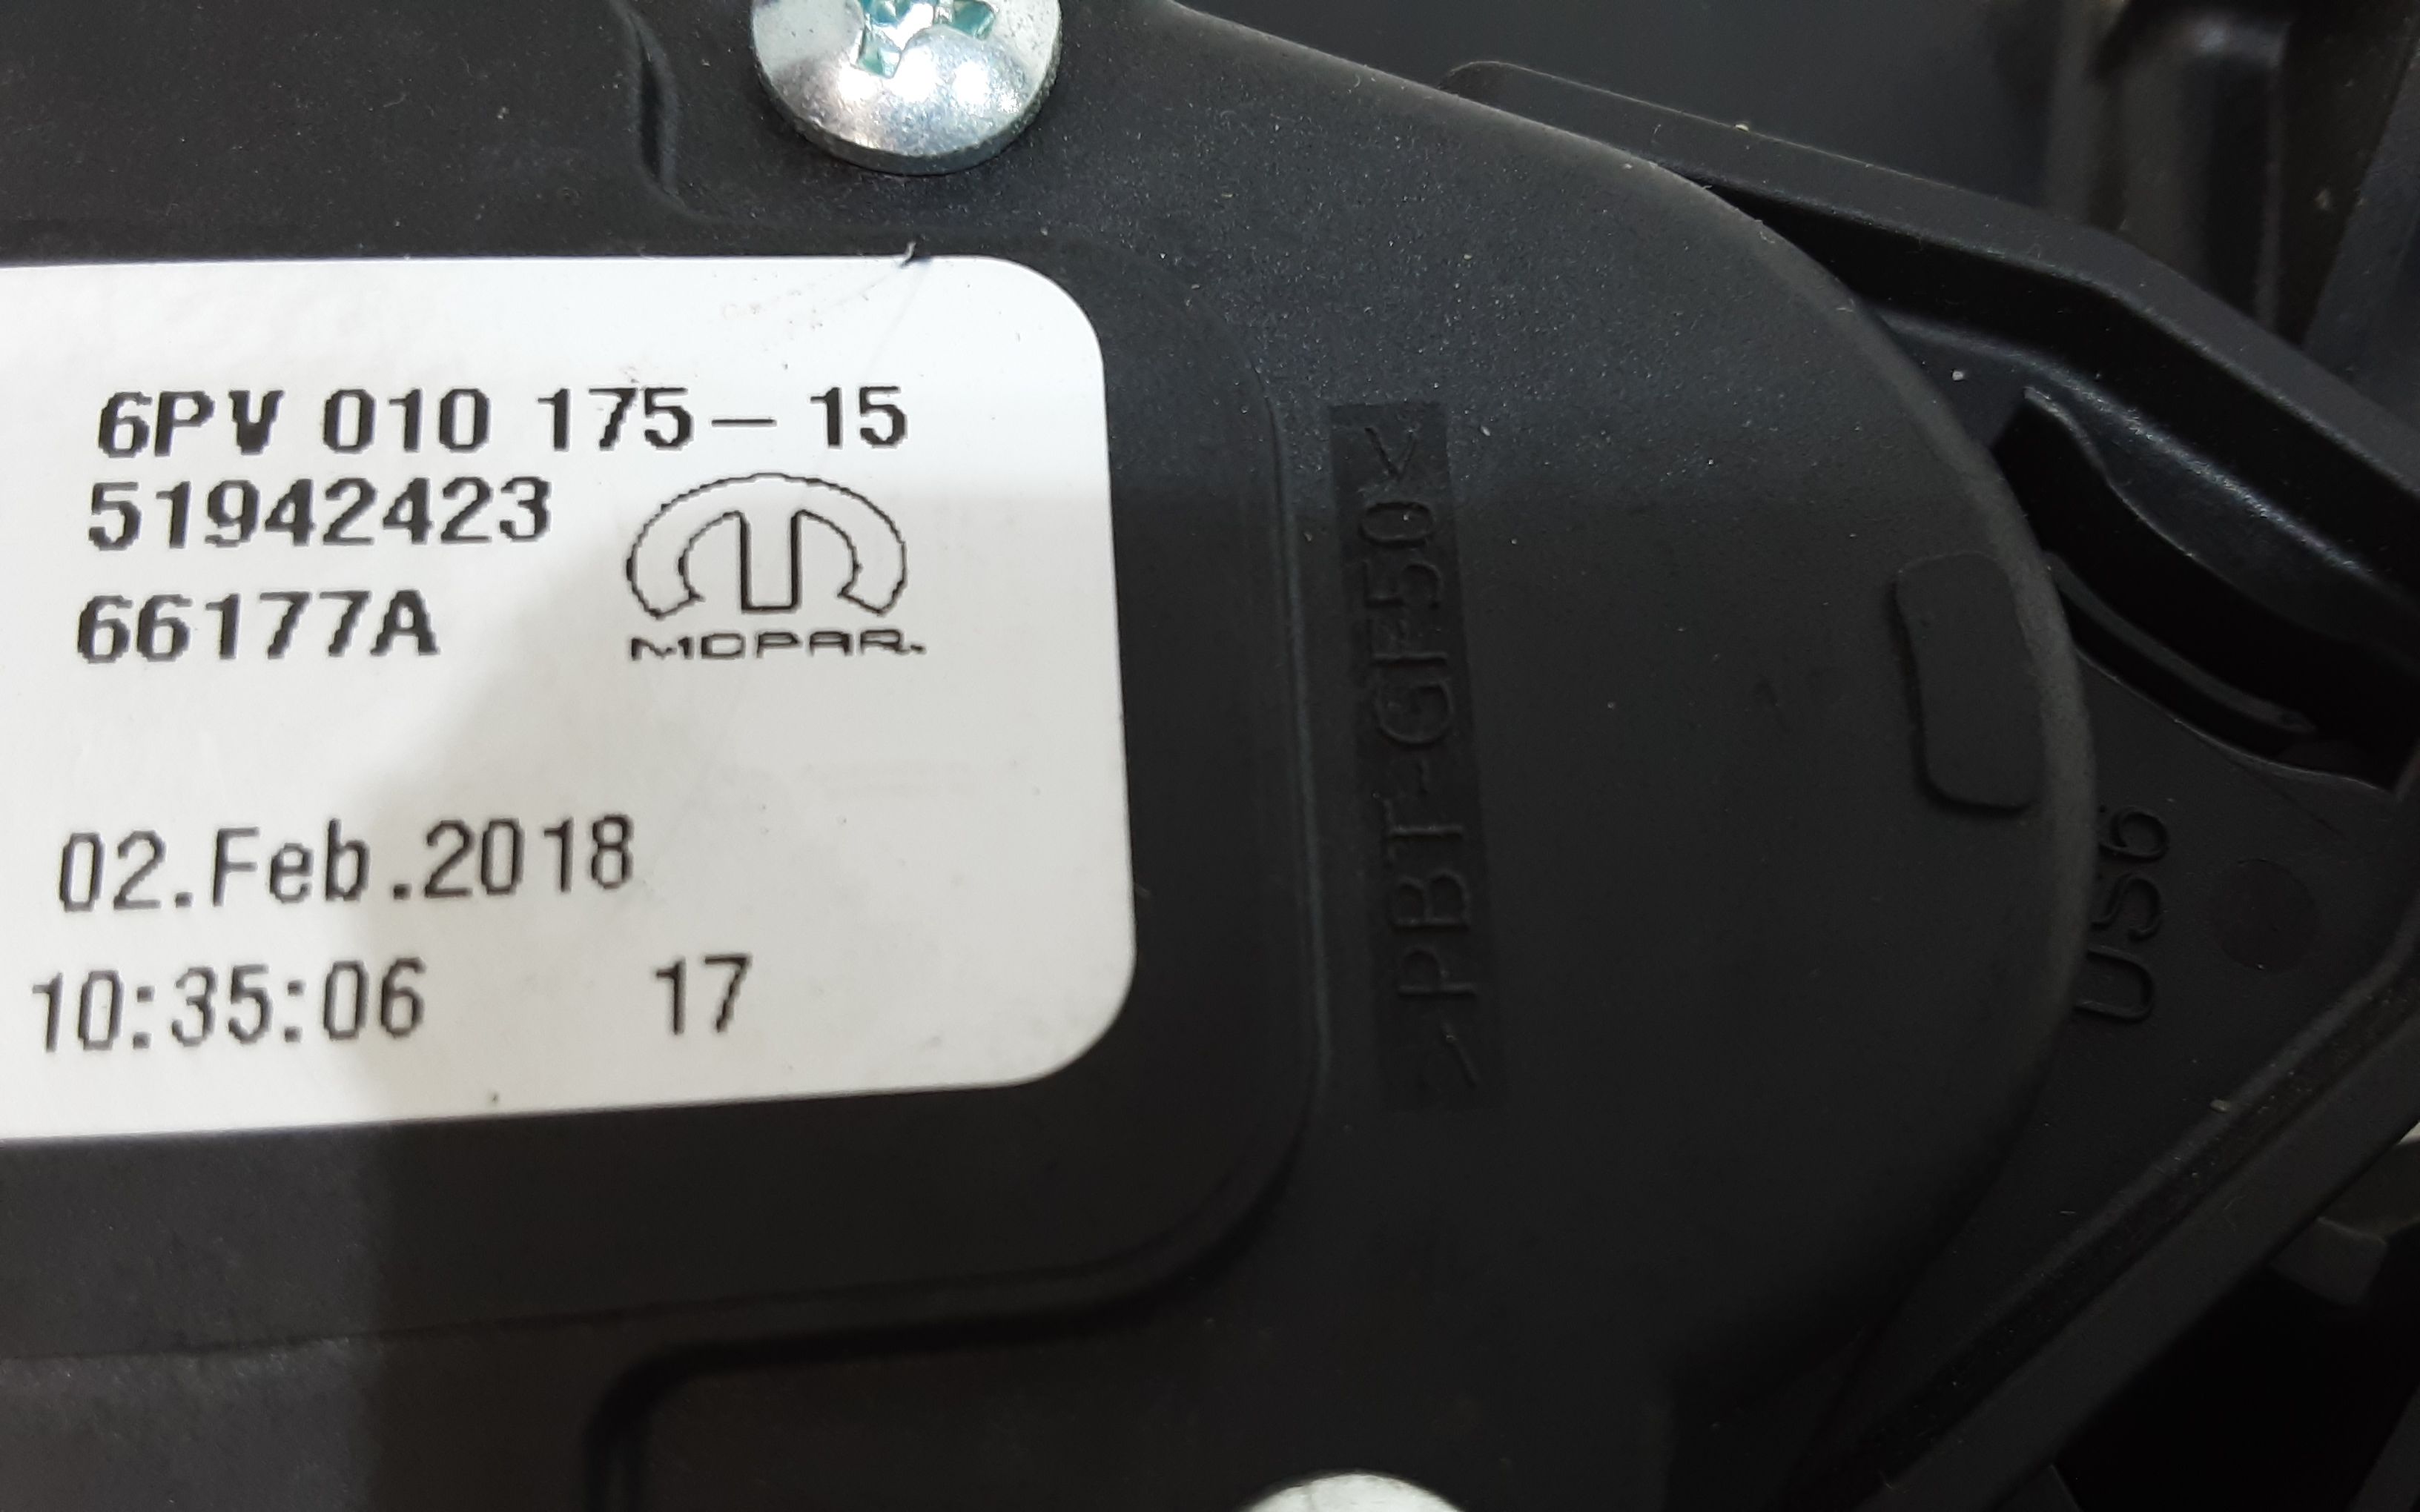 6PV 010 175-15
51942423
66177A
MOPAR.
02.Feb.2018
10:35:06 17
>PBT-GF50<
US6